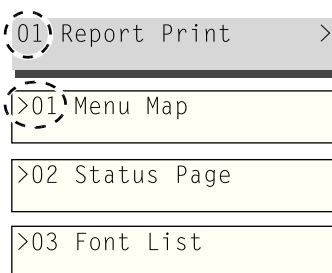 01 Report Print >
>01 Menu Map
>02 Status Page
>03 Font List